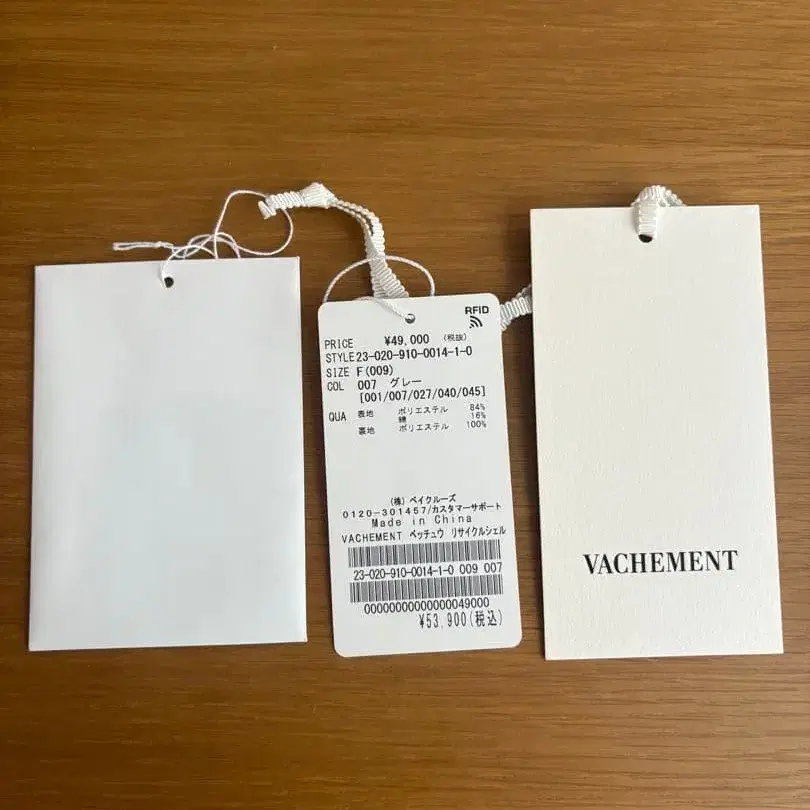 RFID
PRICE ¥49,000 (税抜)
STYLE 23-020-910-0014-1-0
SIZE F(009)
COL 007 グレー
[001/007/027/040/045]
QUA 表地 ポリエステル 84%
綿 16%
裏地 ポリエステル 100%
(株)ベイクルーズ
0120-301457/カスタマーサポート
Made in China
VACHEMENT ベッチュウ リサイクルシェル
23-020-910-0014-1-0 009 007
00000000000000049000
¥53,900(税込)
VACHEMENT